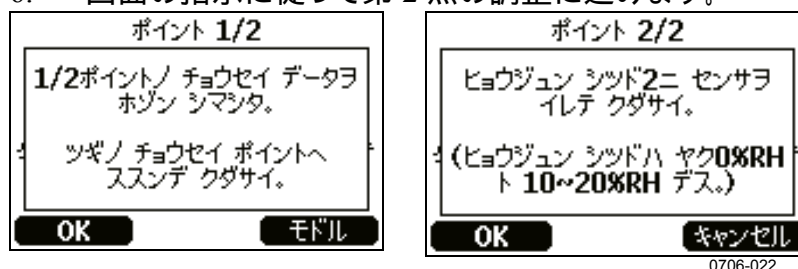 画面の指示に従って第 2 点の調整に進みます。
ポイント 1/2
1/2ポイントノ チョウセイ データヲ
ホゾン シマシタ。
ツギノ チョウセイ ポイントヘ
ススンデ クダサイ。
OK
モドル
ポイント 2/2
ヒョウジュン シツド2ニ センサヲ
イレテ クダサイ。
(ヒョウジュン シツドハ ヤク0%RH
ト 10~20%RH デス。)
OK
キャンセル
0706-022